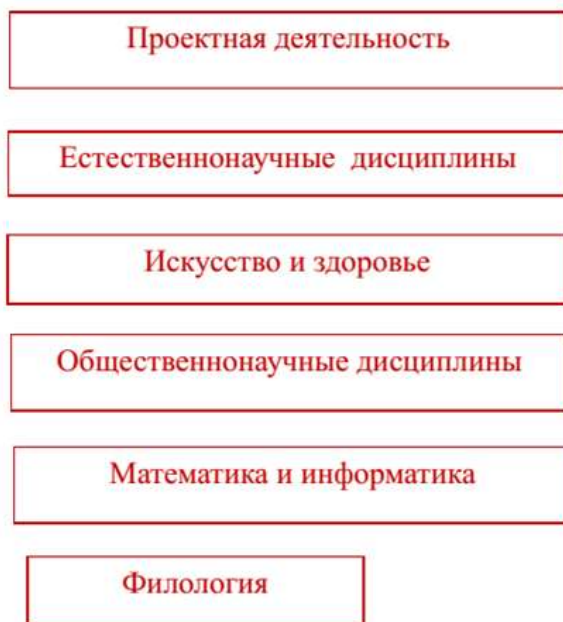 Проектная деятельность
Естественнонаучные дисциплины
Искусство и здоровье
Общественнонаучные дисциплины
Математика и информатика
Филология